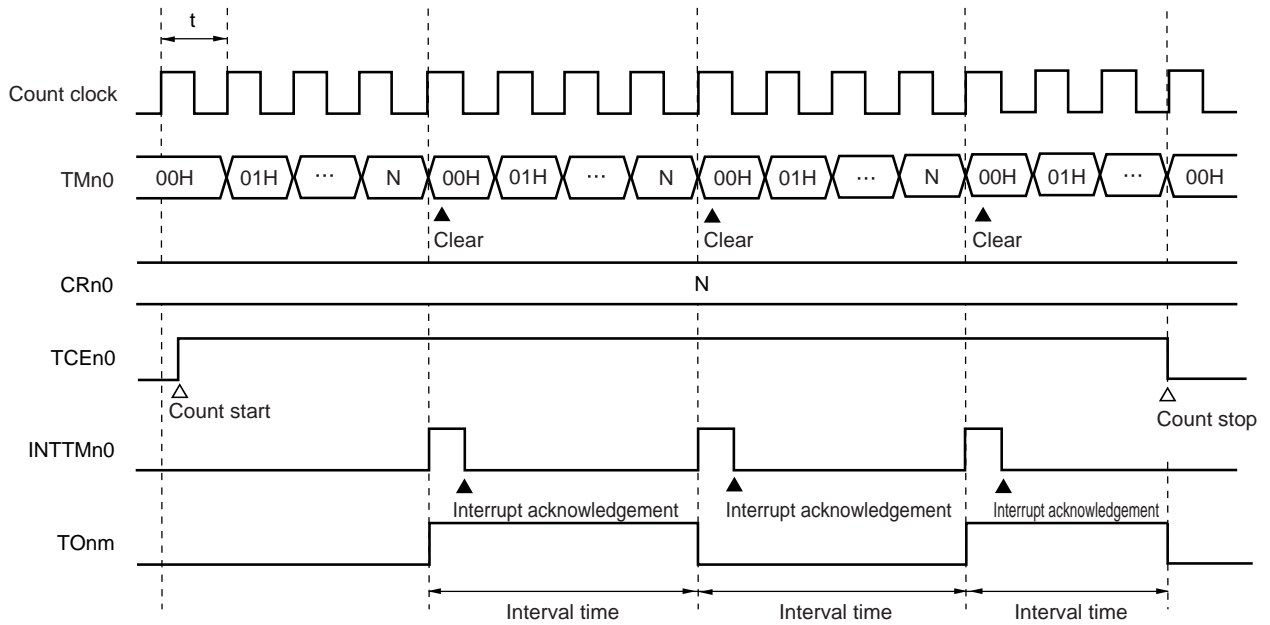 t
Count clock
TMn0 00H 01H ··· N 00H 01H ··· N 00H 01H ··· N 00H 01H ··· 00H
Clear Clear Clear
CRn0 N
TCEn0
Count start Count stop
INTTMn0
Interrupt acknowledgement Interrupt acknowledgement Interrupt acknowledgement
TOnm
Interval time Interval time Interval time